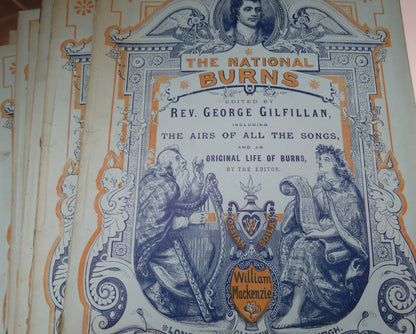 THE NATIONAL
BURNS
EDITED BY
REV. GEORGE GILFILLAN,
INCLUDING
THE AIRS OF ALL THE SONGS,
AND AN
ORIGINAL LIFE OF BURNS,
BY THE EDITOR.
William
Mackenzie